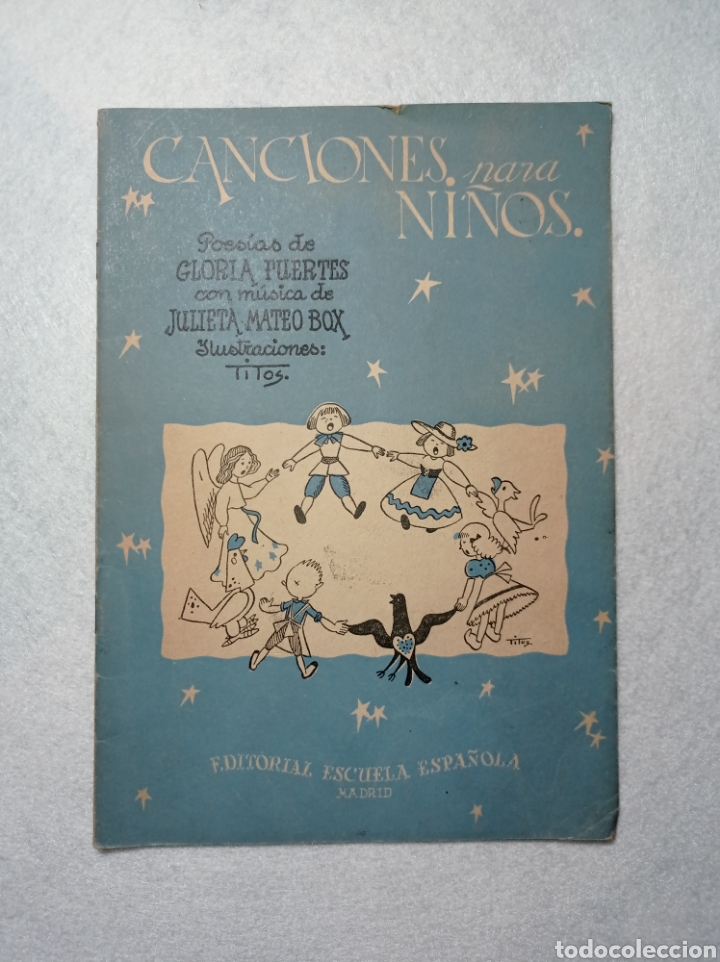 CANCIONES para
NIÑOS.
Poesías de
GLORIA FUERTES
con música de
JULIETA MATEO BOX
Ilustraciones:
TITOS.
TITOS.
EDITORIAL ESCUELA ESPAÑOLA
MADRID
todocoleccion